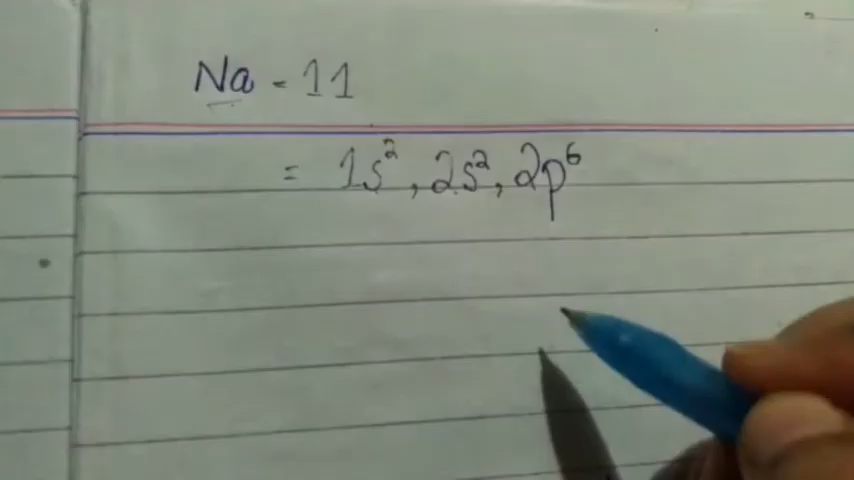 Na - 11
= 1s², 2s², 2p⁶